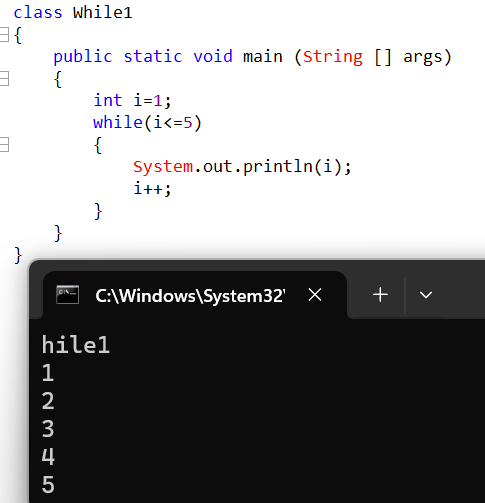 class While1
{
    public static void main (String [] args)
    {
        int i=1;
        while(i<=5)
        {
            System.out.println(i);
            i++;
        }
    }
}
C:\Windows\System32\
hile1
1
2
3
4
5